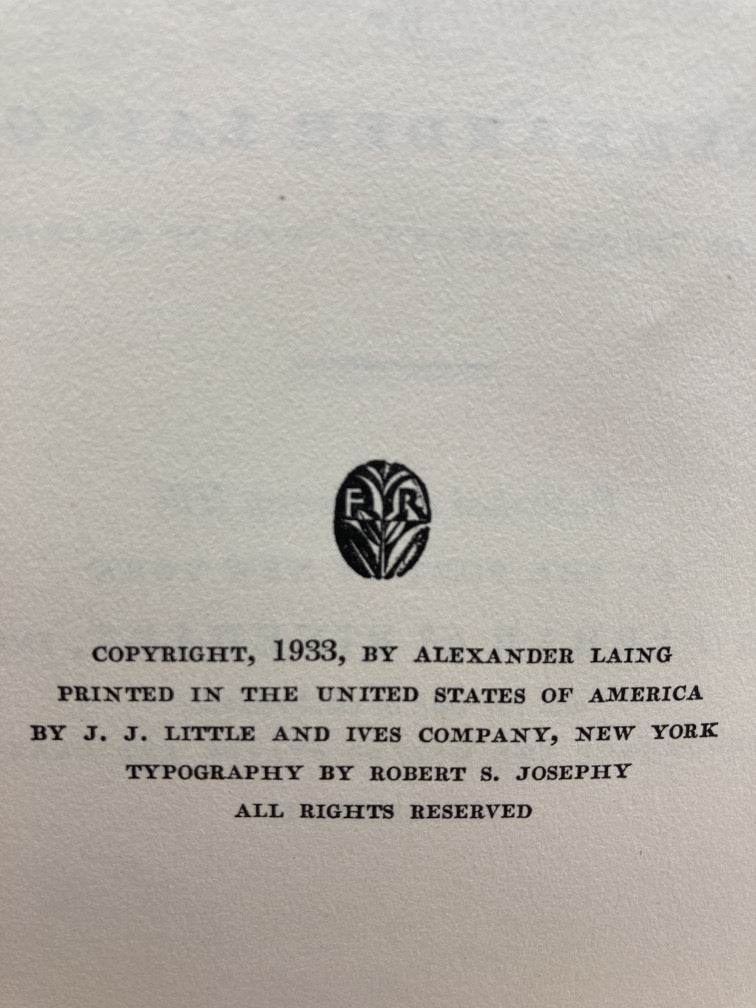 FR
COPYRIGHT, 1933, BY ALEXANDER LAING
PRINTED IN THE UNITED STATES OF AMERICA
BY J. J. LITTLE AND IVES COMPANY, NEW YORK
TYPOGRAPHY BY ROBERT S. JOSEPHY
ALL RIGHTS RESERVED